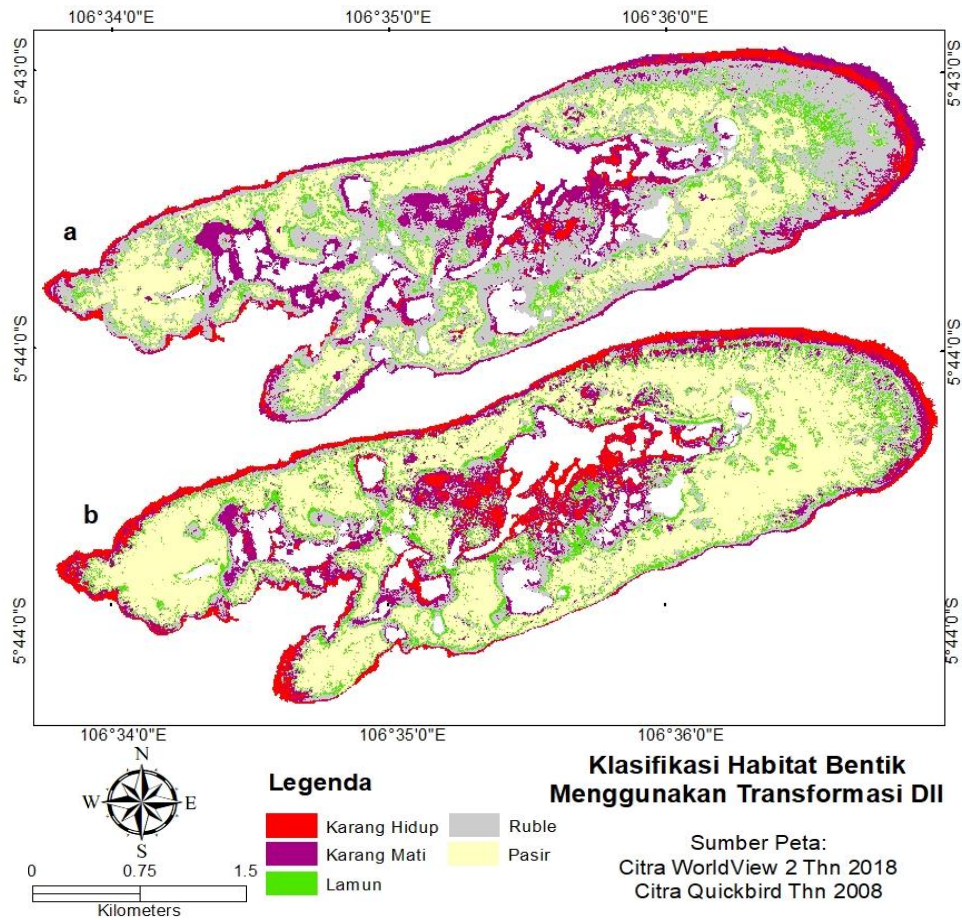 106°34'0"E 106°35'0"E 106°36'0"E
5°43'0"S
5°43'0"S
a
5°44'0"S
5°44'0"S
b
5°44'0"S
5°44'0"S
106°34'0"E 106°35'0"E 106°36'0"E
N
W E
S
0 0.75 1.5
Kilometers
Legenda
Karang Hidup
Karang Mati
Lamun
Ruble
Pasir
Klasifikasi Habitat Bentik
Menggunakan Transformasi DII
Sumber Peta:
Citra WorldView 2 Thn 2018
Citra Quickbird Thn 2008